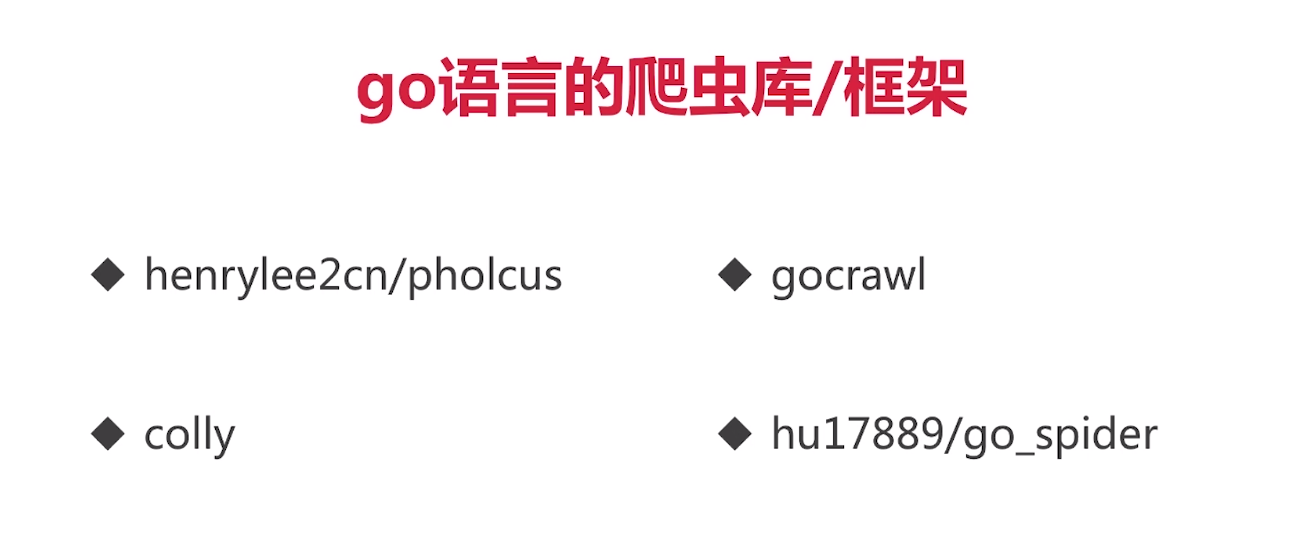 go语言的爬虫库/框架
◆ henrylee2cn/pholcus
◆ gocrawl
◆ colly
◆ hu17889/go_spider